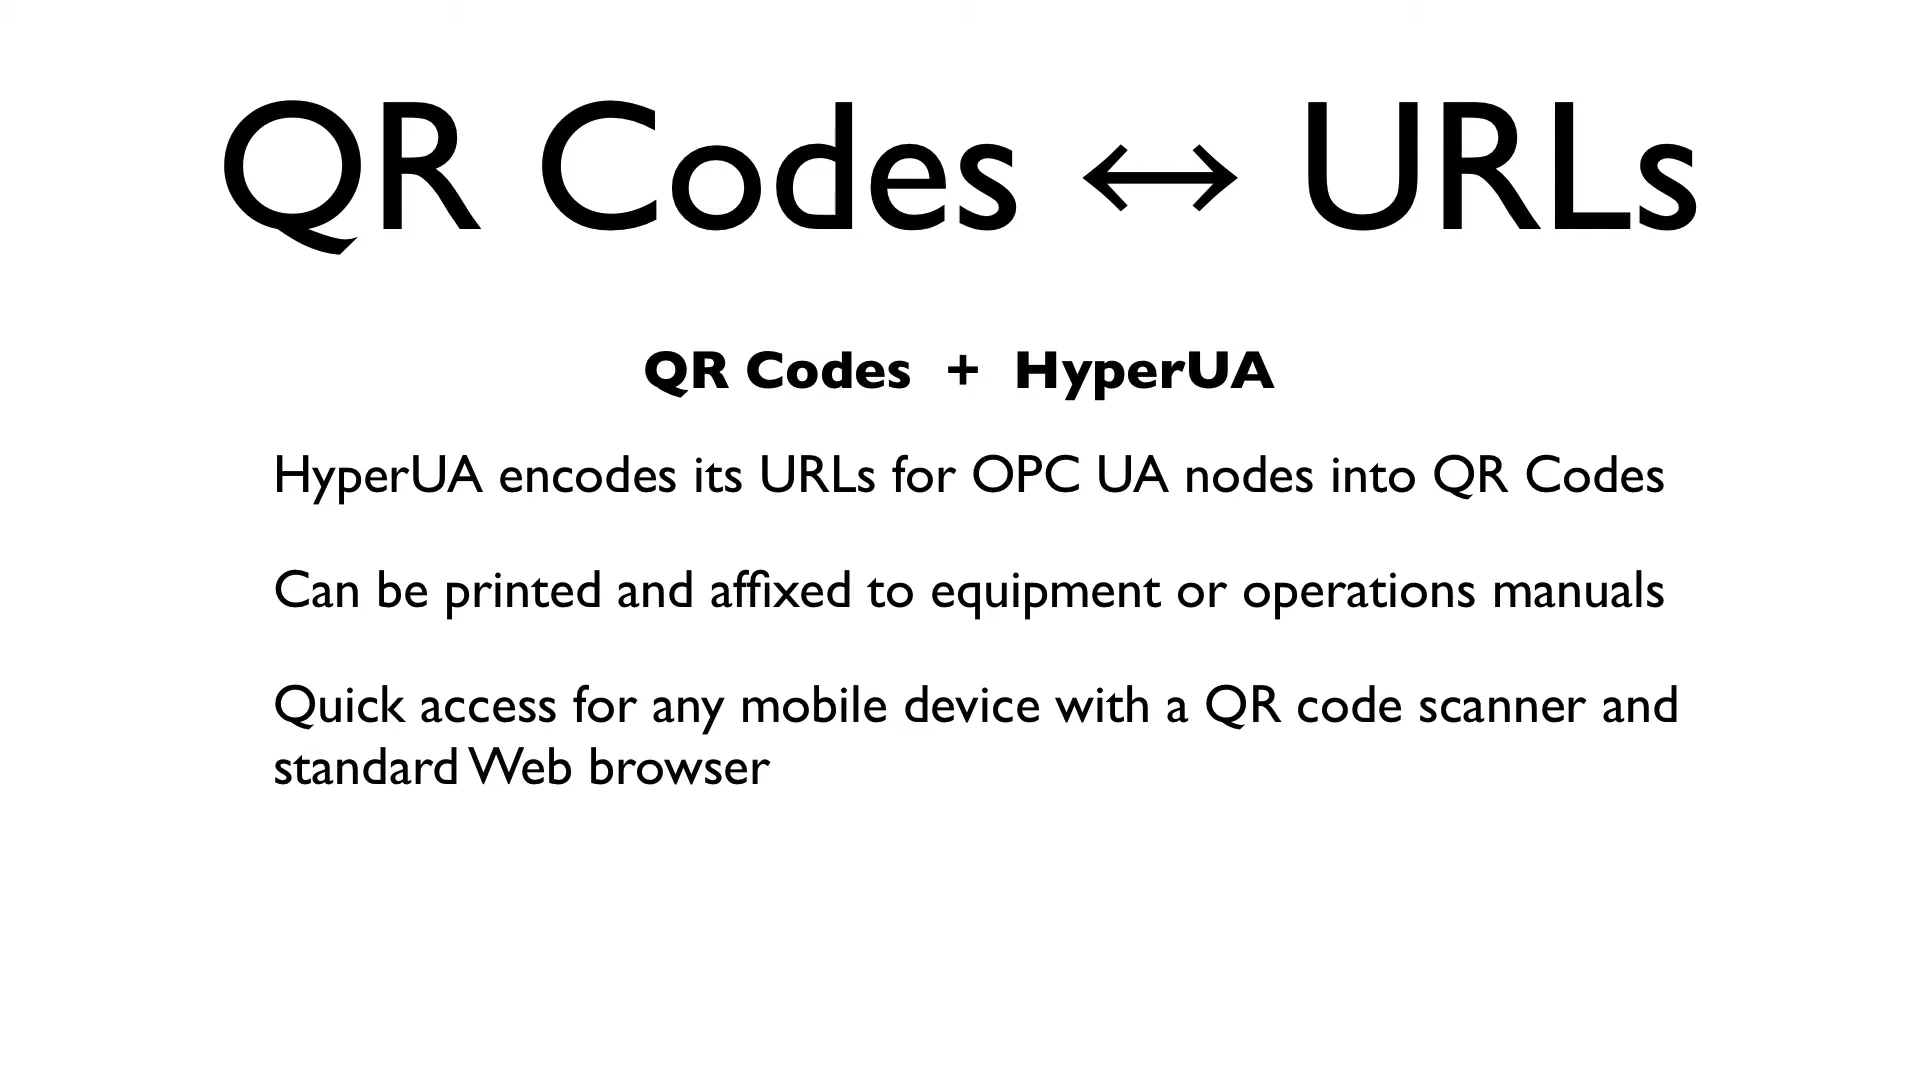 QR Codes ↔ URLs
QR Codes + HyperUA
HyperUA encodes its URLs for OPC UA nodes into QR Codes
Can be printed and affixed to equipment or operations manuals
Quick access for any mobile device with a QR code scanner and
standard Web browser